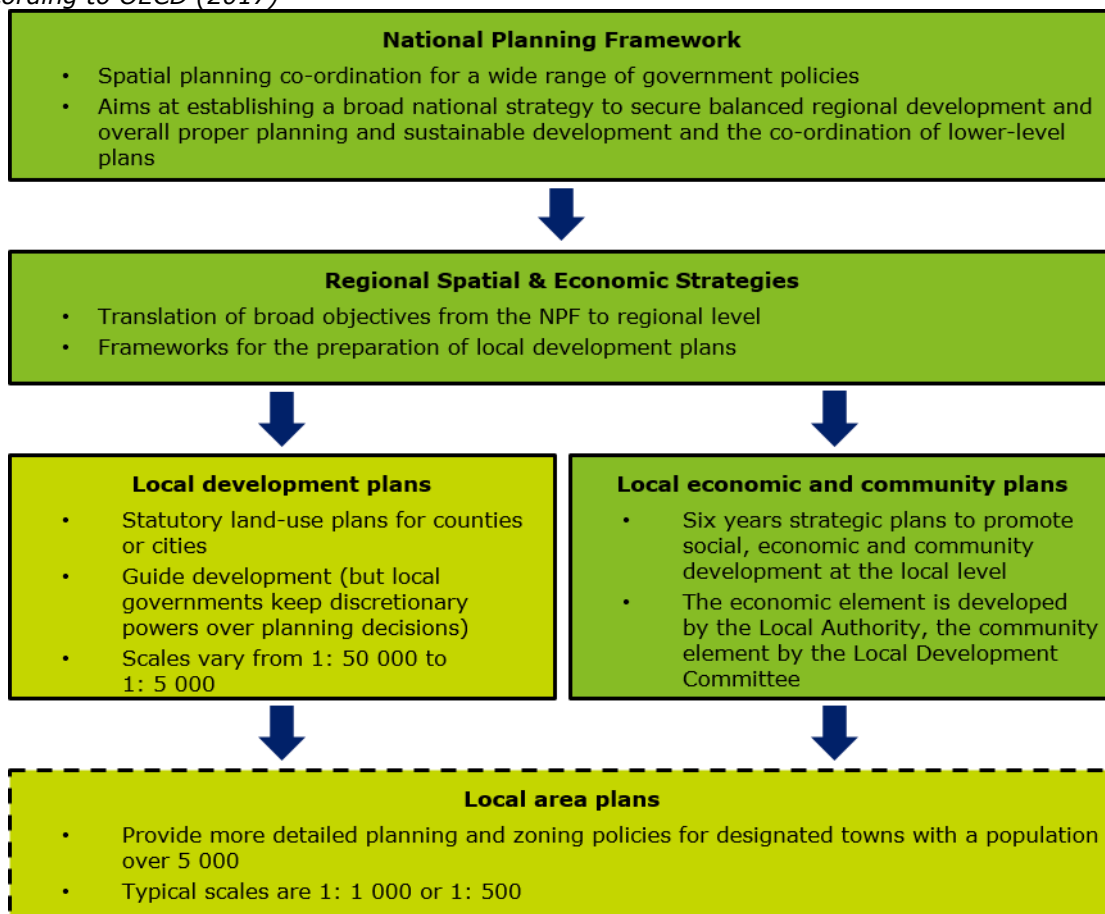 cording to OECD (2017)
National Planning Framework
• Spatial planning co-ordination for a wide range of government policies
• Aims at establishing a broad national strategy to secure balanced regional development and
overall proper planning and sustainable development and the co-ordination of lower-level
plans
Regional Spatial & Economic Strategies
• Translation of broad objectives from the NPF to regional level
• Frameworks for the preparation of local development plans
Local development plans
• Statutory land-use plans for counties
or cities
• Guide development (but local
governments keep discretionary
powers over planning decisions)
• Scales vary from 1: 50 000 to
1: 5 000
Local economic and community plans
• Six years strategic plans to promote
social, economic and community
development at the local level
• The economic element is developed
by the Local Authority, the community
element by the Local Development
Committee
Local area plans
• Provide more detailed planning and zoning policies for designated towns with a population
over 5 000
• Typical scales are 1: 1 000 or 1: 500